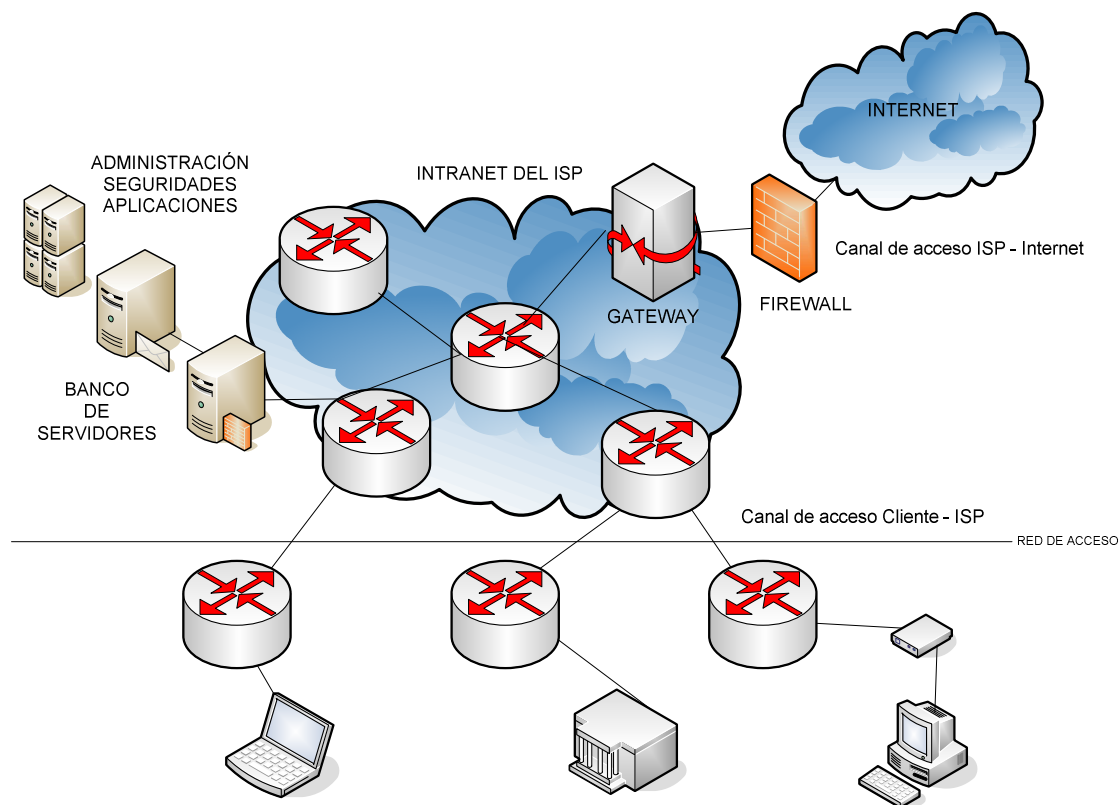 INTERNET
ADMINISTRACIÓN
SEGURIDADES
APLICACIONES
INTRANET DEL ISP
Canal de acceso ISP - Internet
GATEWAY
FIREWALL
BANCO
DE
SERVIDORES
Canal de acceso Cliente - ISP
RED DE ACCESO